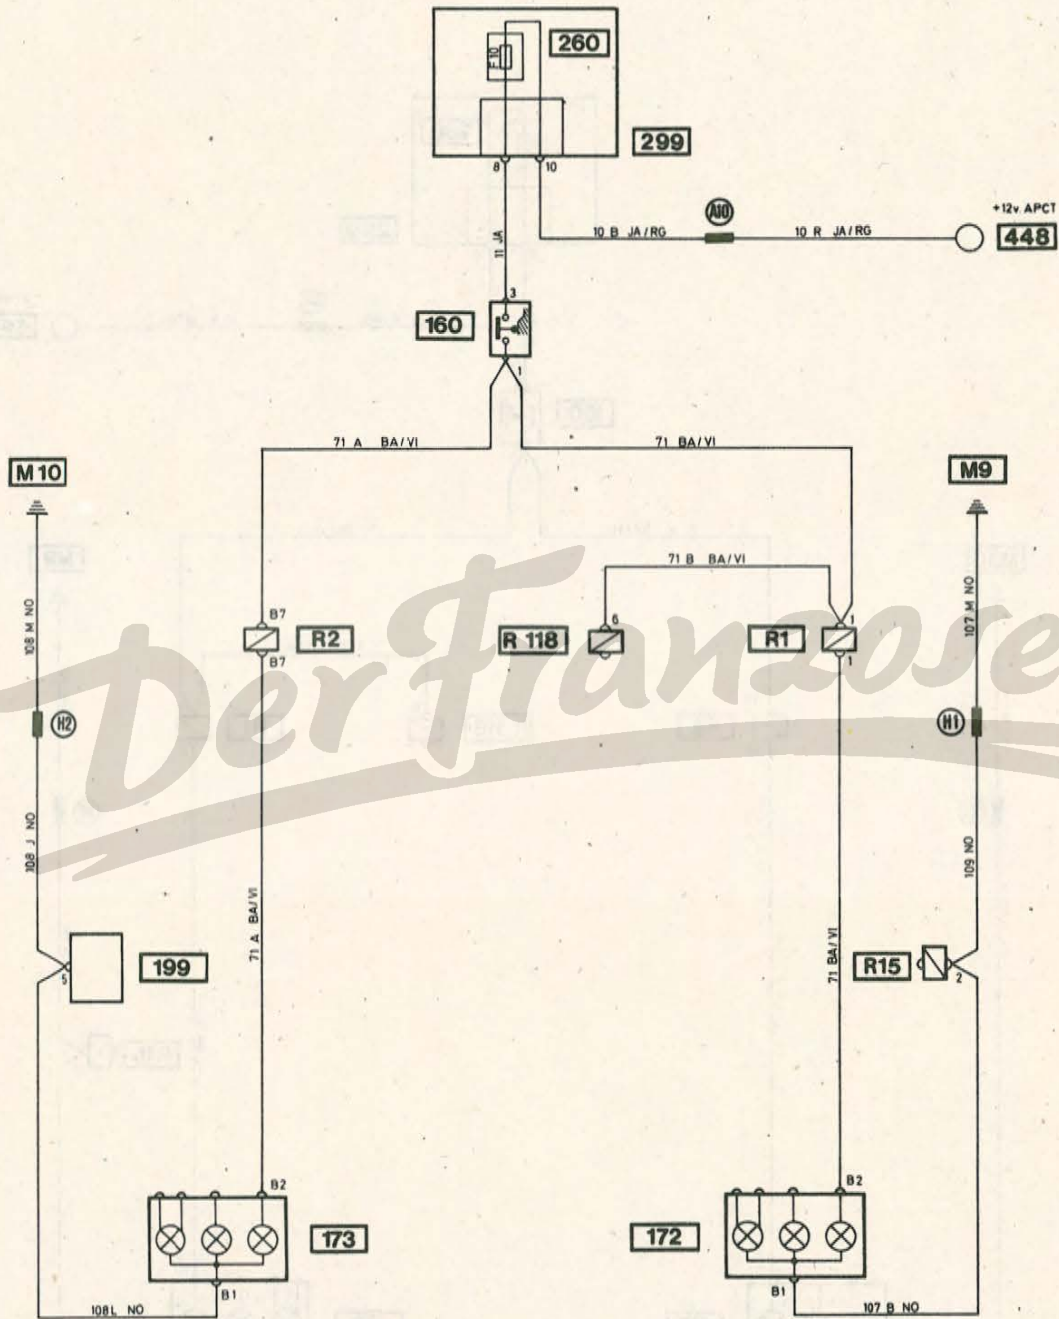 260
F 10
299
8
10
A10
+12v. APCT
10 B JA/RG
10 R JA/RG
448
11 JA
3
160
1
71 A BA/VI
71 BA/VI
M 10
M9
71 B BA/VI
108 M NO
107 M NO
B7
R2
B7
6
R 118
R1
1
1
Der Franzose
H2
H1
108 J NO
109 NO
71 A BA/VI
71 BA/VI
199
5
R15
2
B2
B2
173
172
B1
B1
108L NO
107 B NO